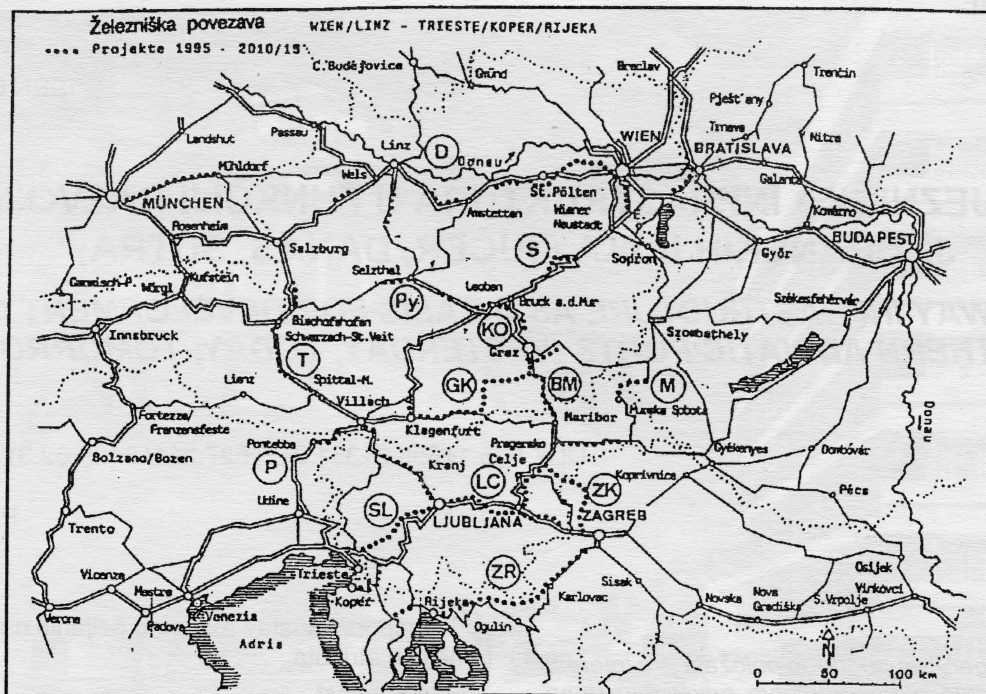 Železniška povezava
WIEN/LINZ - TRIESTE/KOPER/RIJEKA
Projekte 1995 - 2010/15
Č.Budějovice
Gmünd
Břeclav
Trenčín
Pješt'any
Landshut
Passau
Linz
D
Donau
WIEN
Trnava
BRATISLAVA
Nitra
Mühldorf
Wels
St.Pölten
Galanta
MÜNCHEN
Amstetten
Wiener
Neustadt
E.
Komárno
Rosenheim
Salzburg
S
Sopron
Győr
BUDAPEST
Garmisch-P.
Wörgl
Kufstein
Selzthal
Py
Leoben
Bruck a.d.Mur
Székesfehérvár
Innsbruck
Bischofshofen
Schwarzach-St.Veit
KO
Graz
Szombathely
T
Lienz
Spittal-M.
Villach
GK
BM
M
Maribor
Murska Sobota
Donau
Fortezza/
Franzensfeste
Klagenfurt
Pragersko
Gyékényes
Dombóvár
Bolzano/Bozen
Pontebba
P
Kranj
Celje
LC
Koprivnica
Pécs
Udine
SL
LJUBLJANA
ZK
ZAGREB
Trento
Vicenza
Mestre
Trieste
ZR
Osijek
Koper
Rijeka
Karlovac
Sisak
Novska
Nova
Gradiška
S.Vrpolje
Vinkovci
Verona
Padova
Venezia
Adria
Ogulin
N
0 50 100 km